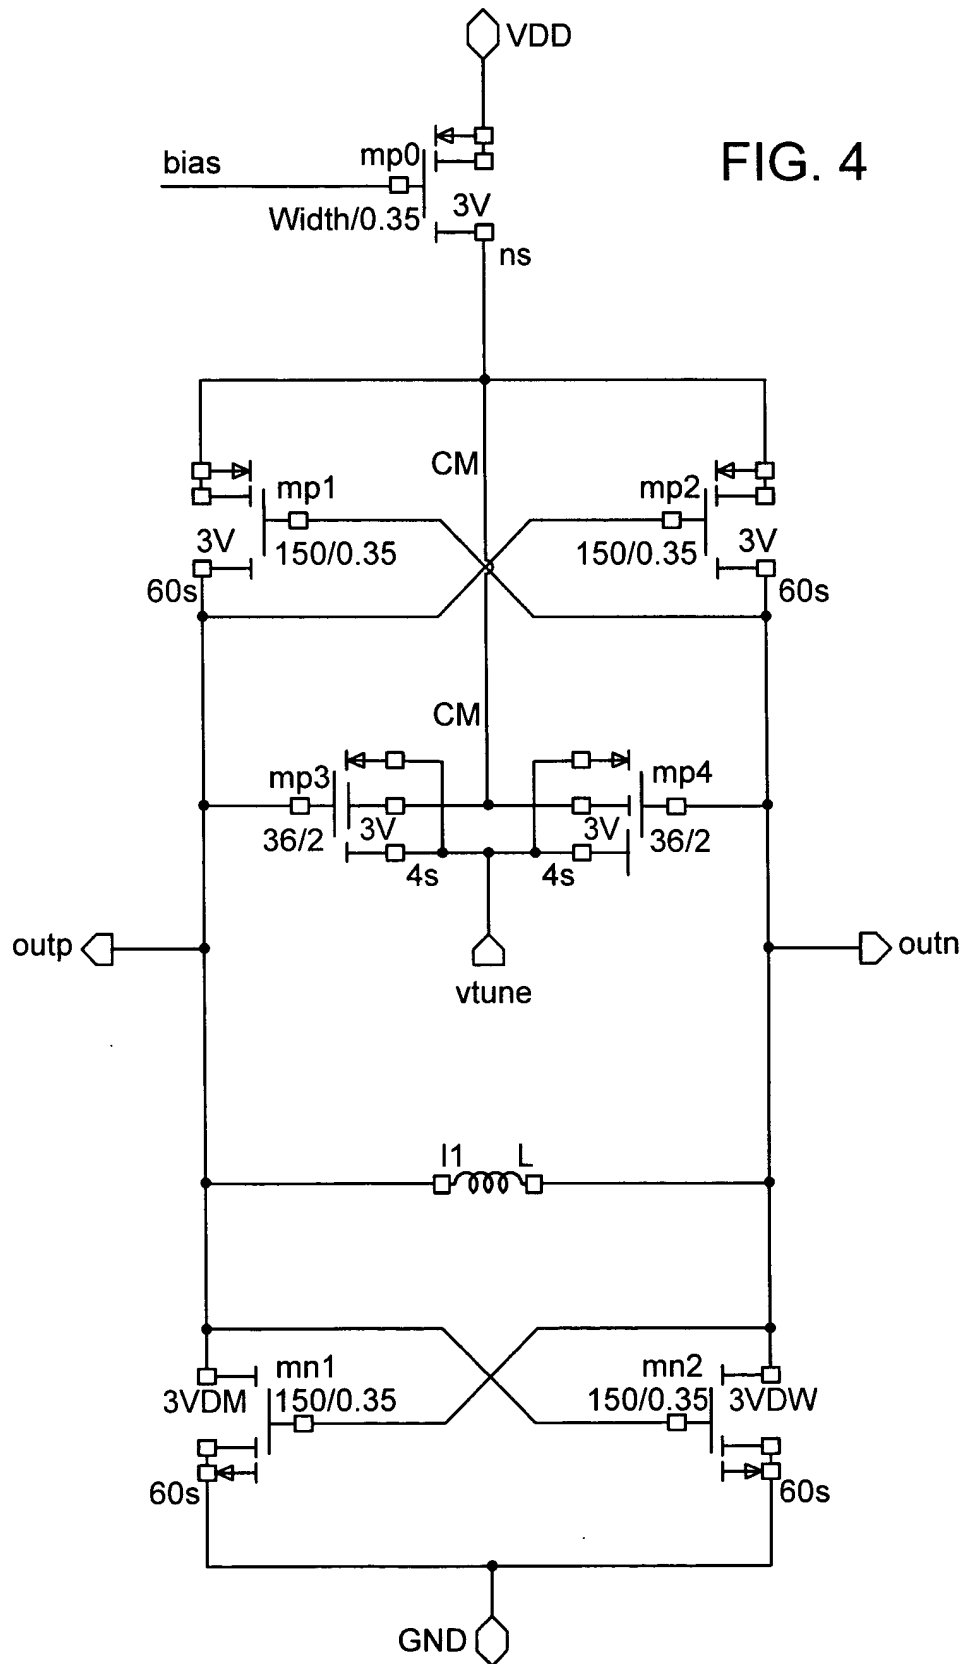 VDD
FIG. 4
bias
mp0
Width/0.35
3V
ns
CM
mp1
mp2
3V
150/0.35
150/0.35
3V
60s
60s
CM
mp3
mp4
36/2
3V
3V
36/2
4s
4s
outp
outn
vtune
I1
L
mn1
mn2
3VDM
150/0.35
150/0.35
3VDW
60s
60s
GND